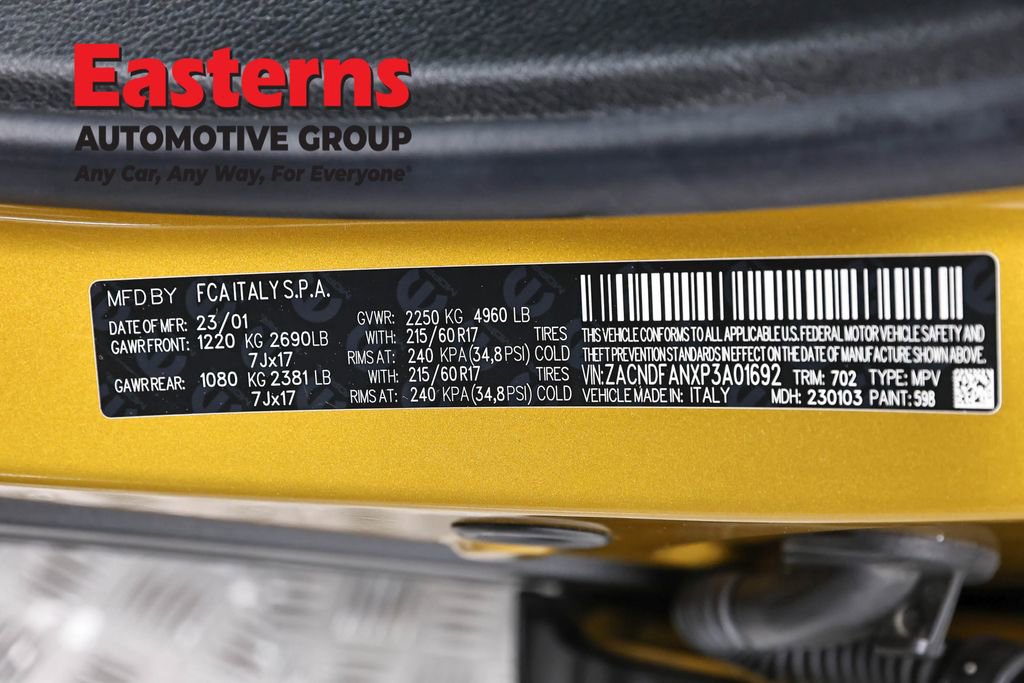 Easterns
AUTOMOTIVE GROUP
Any Car, Any Way, For Everyone®
MFD BY FCA ITALY S.P.A.
DATE OF MFR: 23/01 GVWR: 2250 KG 4960 LB
GAWR FRONT: 1220 KG 2690LB WITH: 215/60 R17 TIRES
7Jx17 RIMS AT: 240 KPA (34,8PSI) COLD
GAWR REAR: 1080 KG 2381 LB WITH: 215/60 R17 TIRES
7Jx17 RIMS AT: 240 KPA (34,8PSI) COLD
THIS VEHICLE CONFORMS TO ALL APPLICABLE U.S. FEDERAL MOTOR VEHICLE SAFETY AND
THEFT PREVENTION STANDARDS IN EFFECT ON THE DATE OF MANUFACTURE SHOWN ABOVE.
VIN: ZACNDFANXP3A01692 TRIM: 702 TYPE: MPV
VEHICLE MADE IN: ITALY MDH: 230103 PAINT: 598